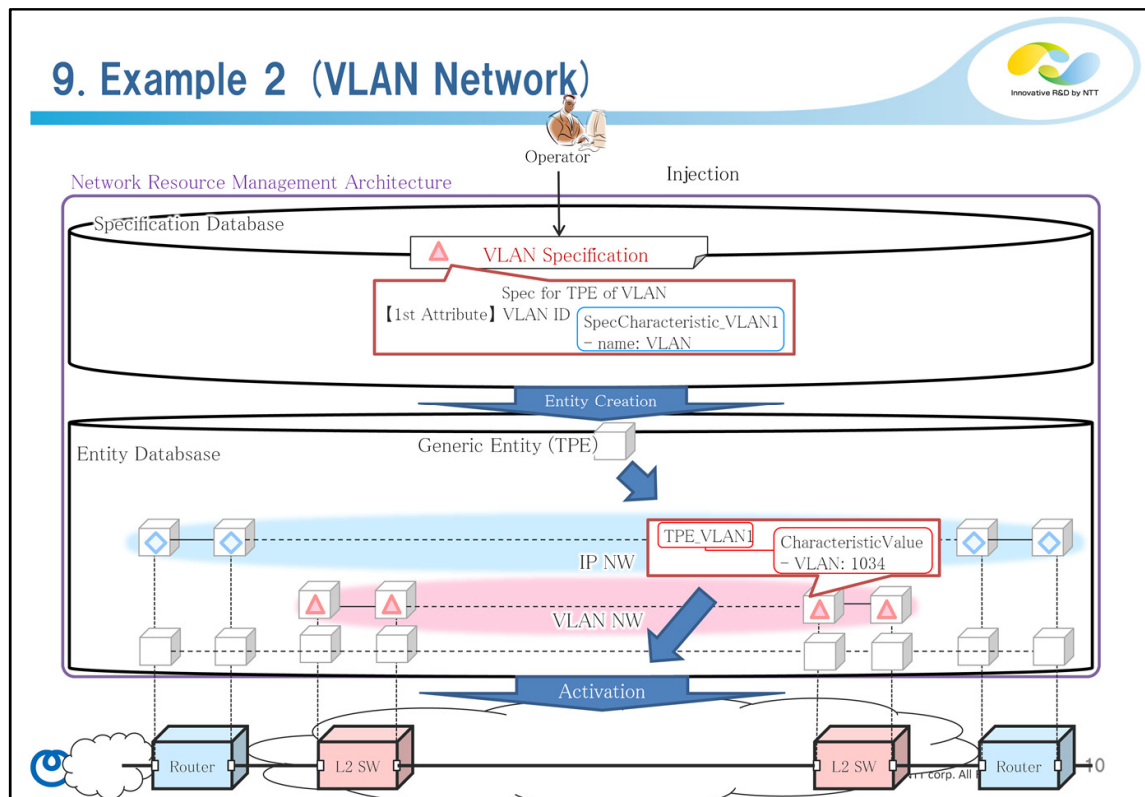 9. Example 2 (VLAN Network)
Innovative R&D by NTT
Operator
Injection
Network Resource Management Architecture
Specification Database
VLAN Specification
Spec for TPE of VLAN
【1st Attribute】VLAN ID
SpecCharacteristic_VLAN1
- name: VLAN
Entity Creation
Generic Entity (TPE)
Entity Databsase
TPE_VLAN1
CharacteristicValue
- VLAN: 1034
IP NW
VLAN NW
Activation
Router
L2 SW
L2 SW
Router
corp. All
10